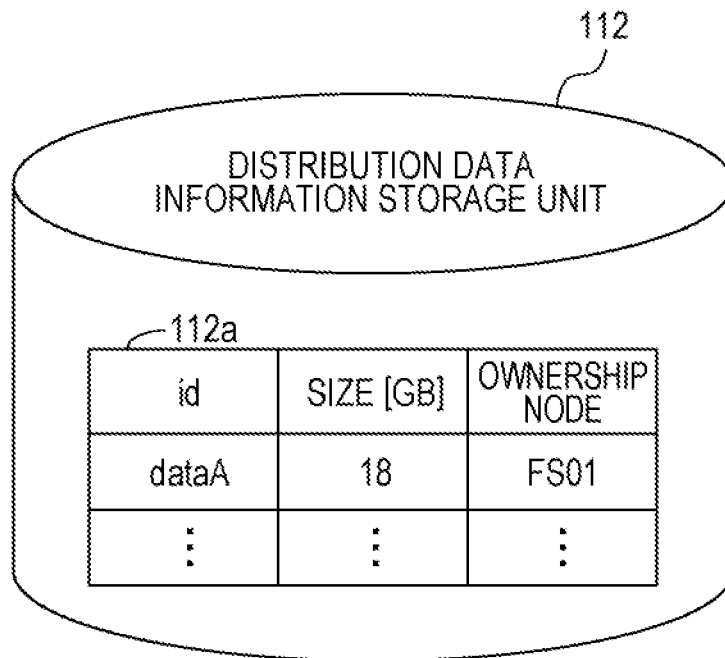 112
DISTRIBUTION DATA
INFORMATION STORAGE UNIT
112a
id SIZE [GB] OWNERSHIP
NODE
dataA 18 FS01
⋮ ⋮ ⋮